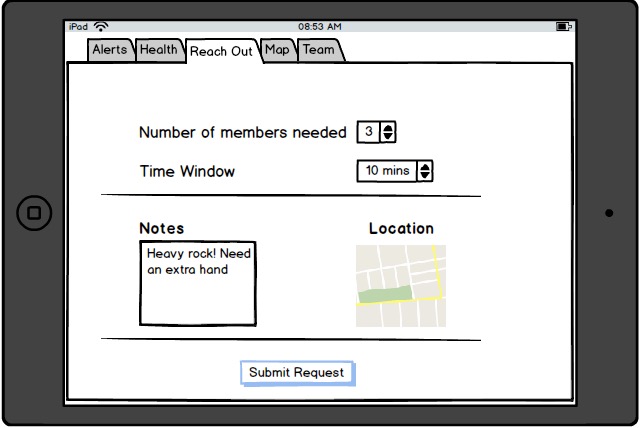 iPad 08:53 AM
Alerts Health Reach Out Map Team
Number of members needed 3
Time Window 10 mins
Notes Location
Heavy rock! Need
an extra hand
Submit Request